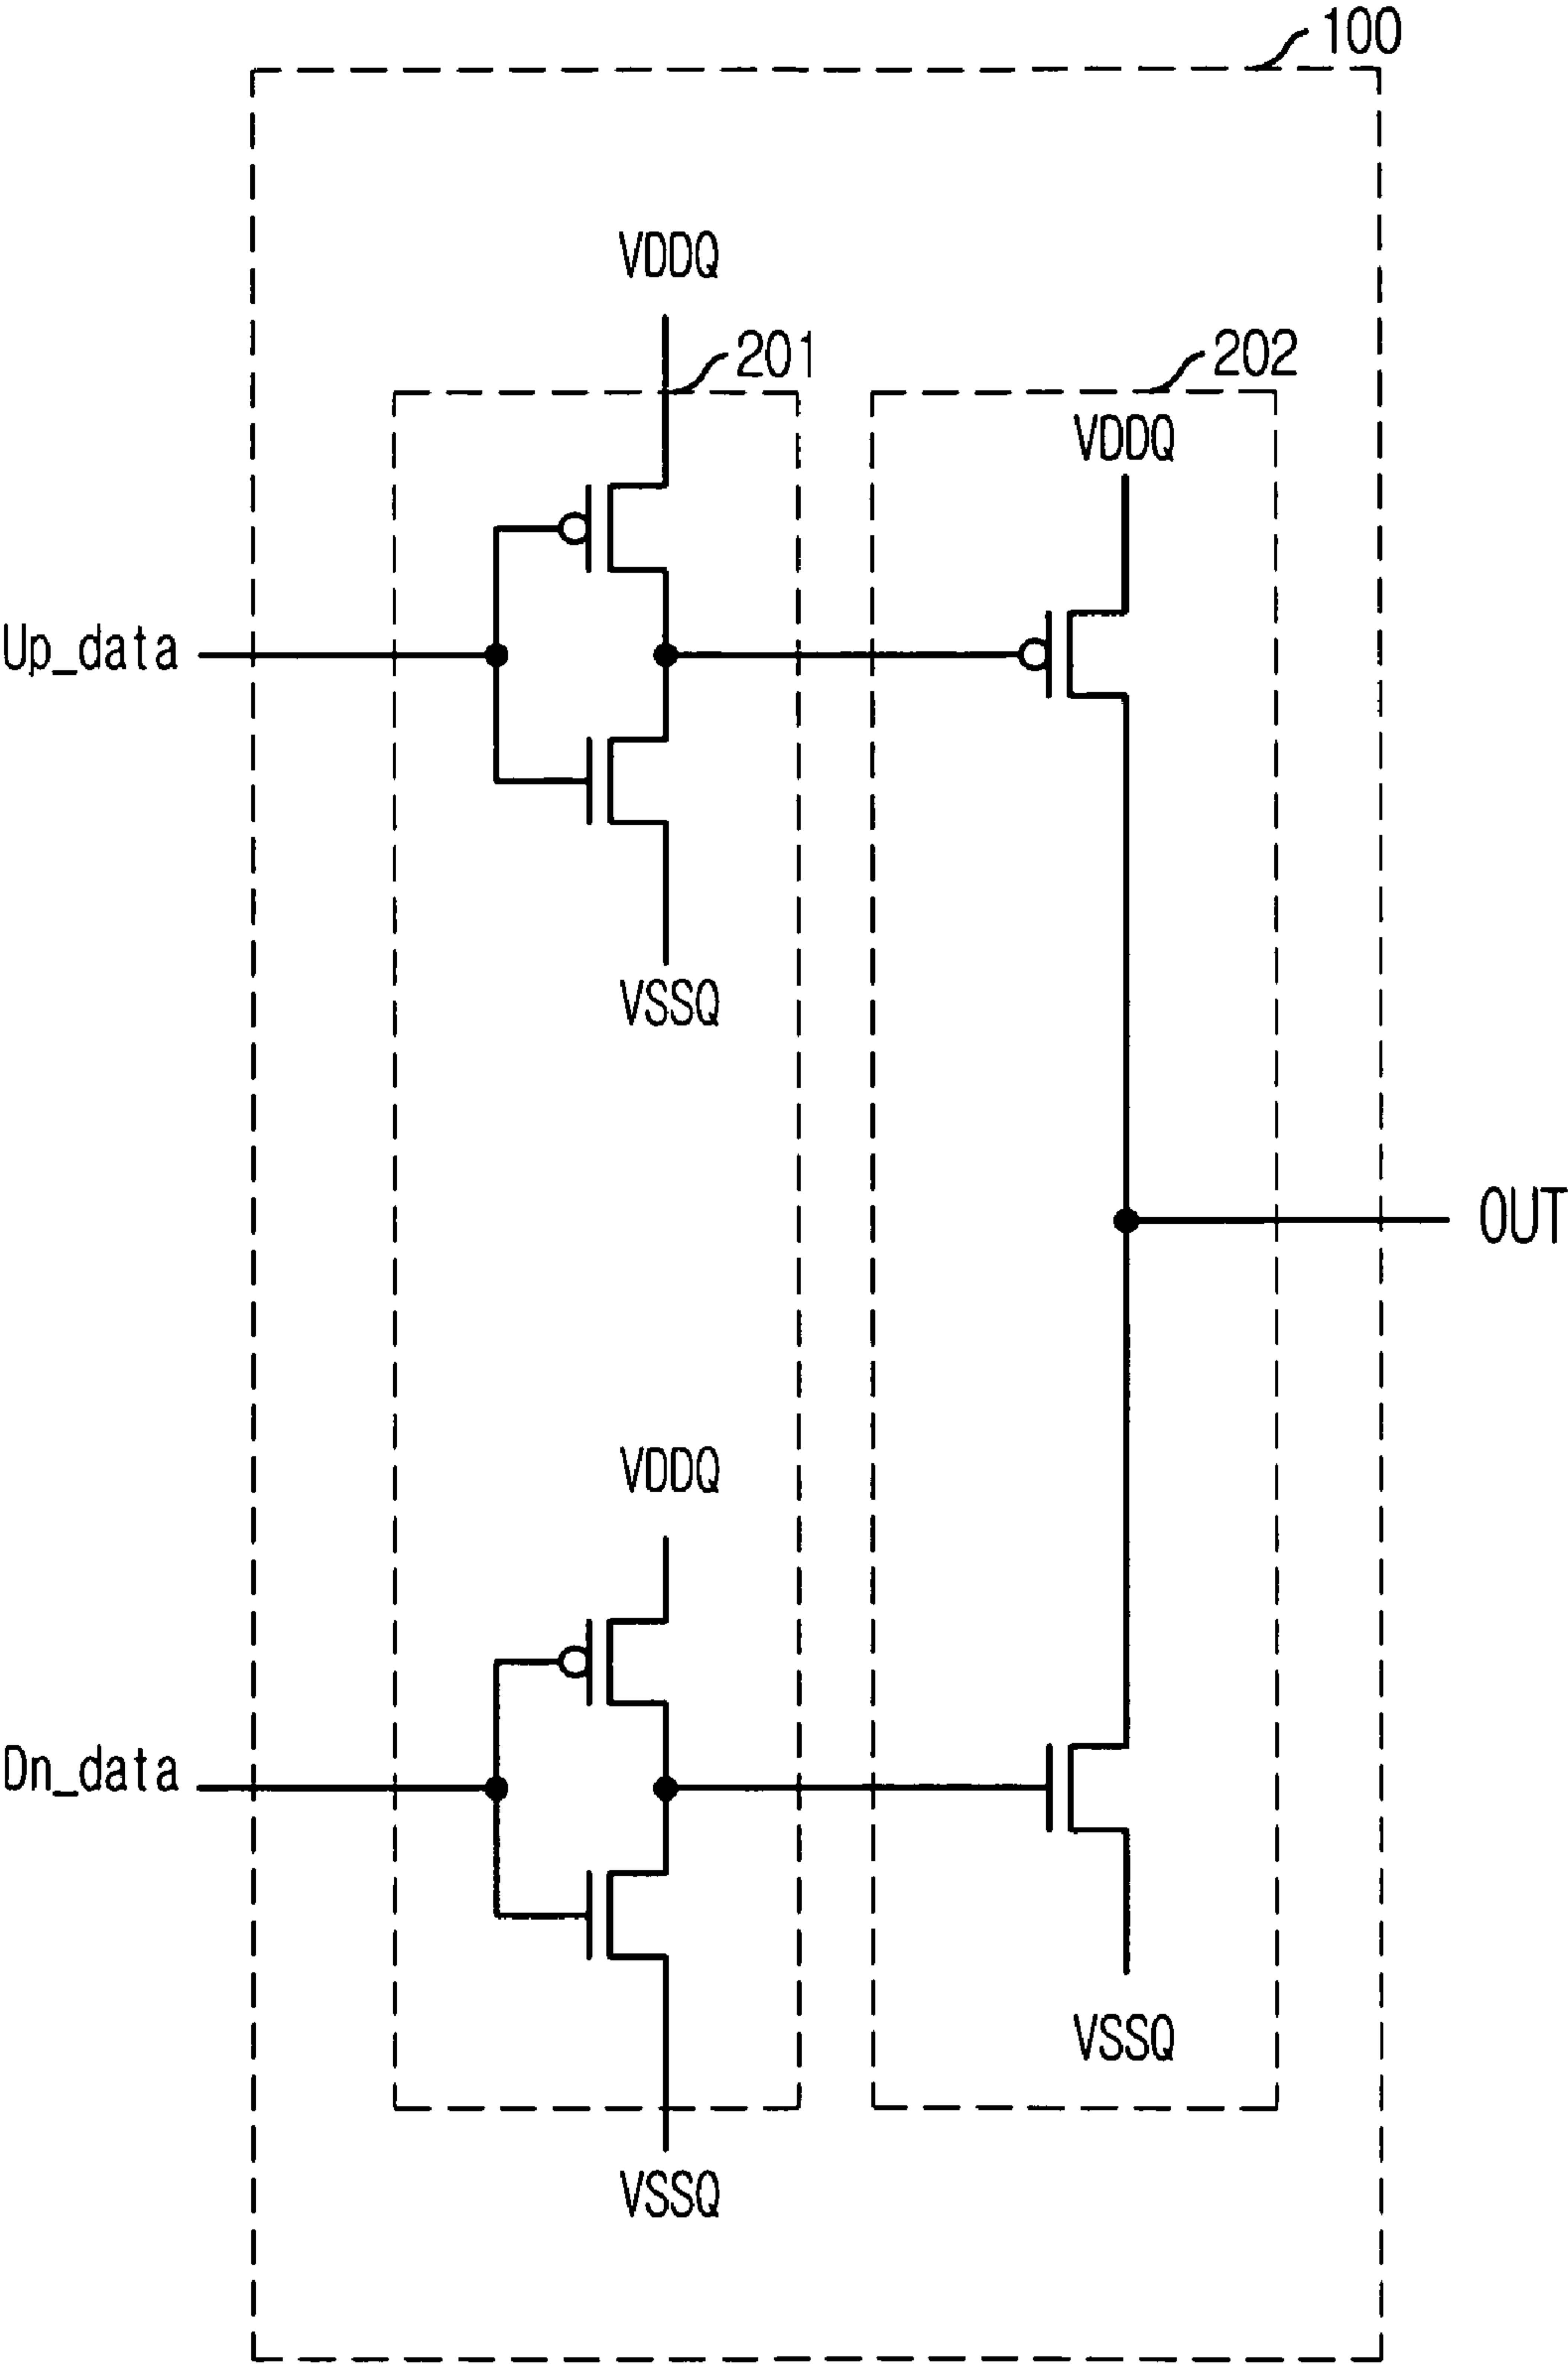 100
VDDQ
201
202
VDDQ
Up_data
VSSQ
OUT
VDDQ
Dn_data
VSSQ
VSSQ